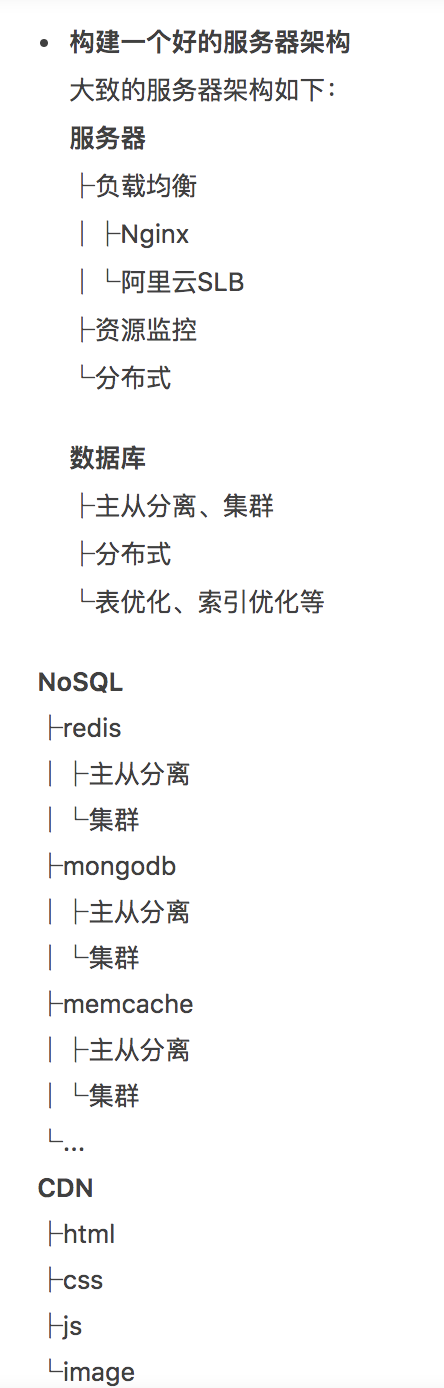 • 构建一个好的服务器架构
大致的服务器架构如下：
服务器
├负载均衡
│ ├Nginx
│ └阿里云SLB
├资源监控
└分布式
数据库
├主从分离、集群
├分布式
└表优化、索引优化等
NoSQL
├redis
│ ├主从分离
│ └集群
├mongodb
│ ├主从分离
│ └集群
├memcache
│ ├主从分离
│ └集群
└...
CDN
├html
├css
├js
└image